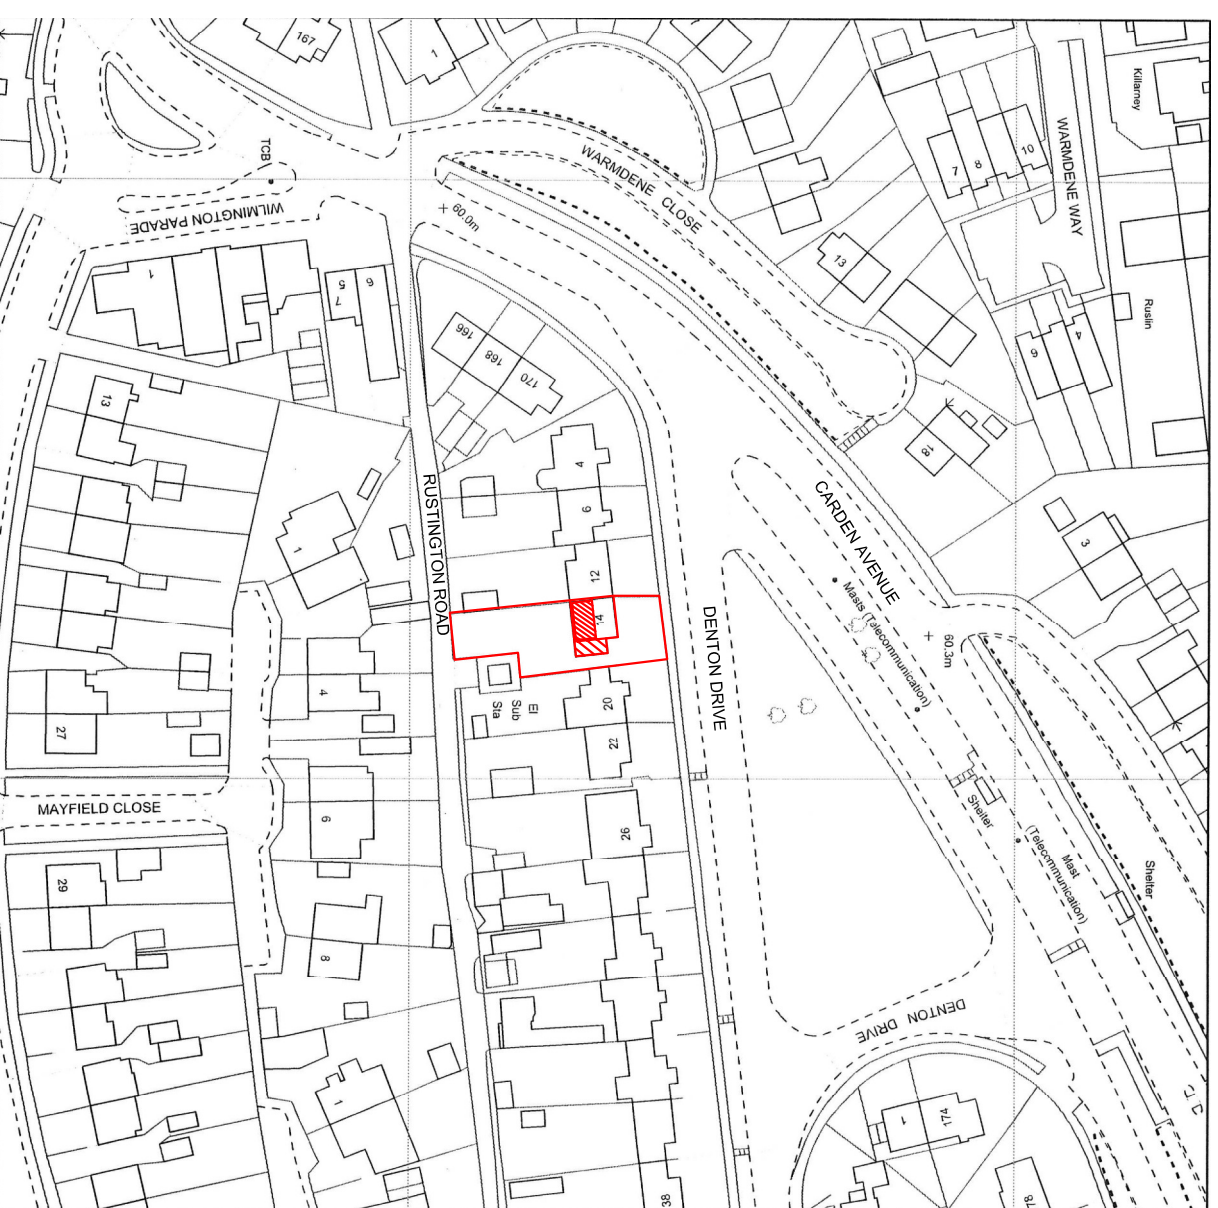 167
1
Killarney
TCB
WARMDENE CLOSE
7
8
10
WARMDENE WAY
WILMINGTON PARADE
60.0m
13
1
5
7
6
Ruslin
166
168
170
6
4
13
18
4
6
RUSTINGTON ROAD
CARDEN AVENUE
3
1
12
14
DENTON DRIVE
Masts (Telecommunication)
60.3m
4
El
Sub
Sta
20
22
27
MAYFIELD CLOSE
9
26
Shelter
Mast
(Telecommunication)
Shelter
29
8
DENTON DRIVE
1
1
174
38
78